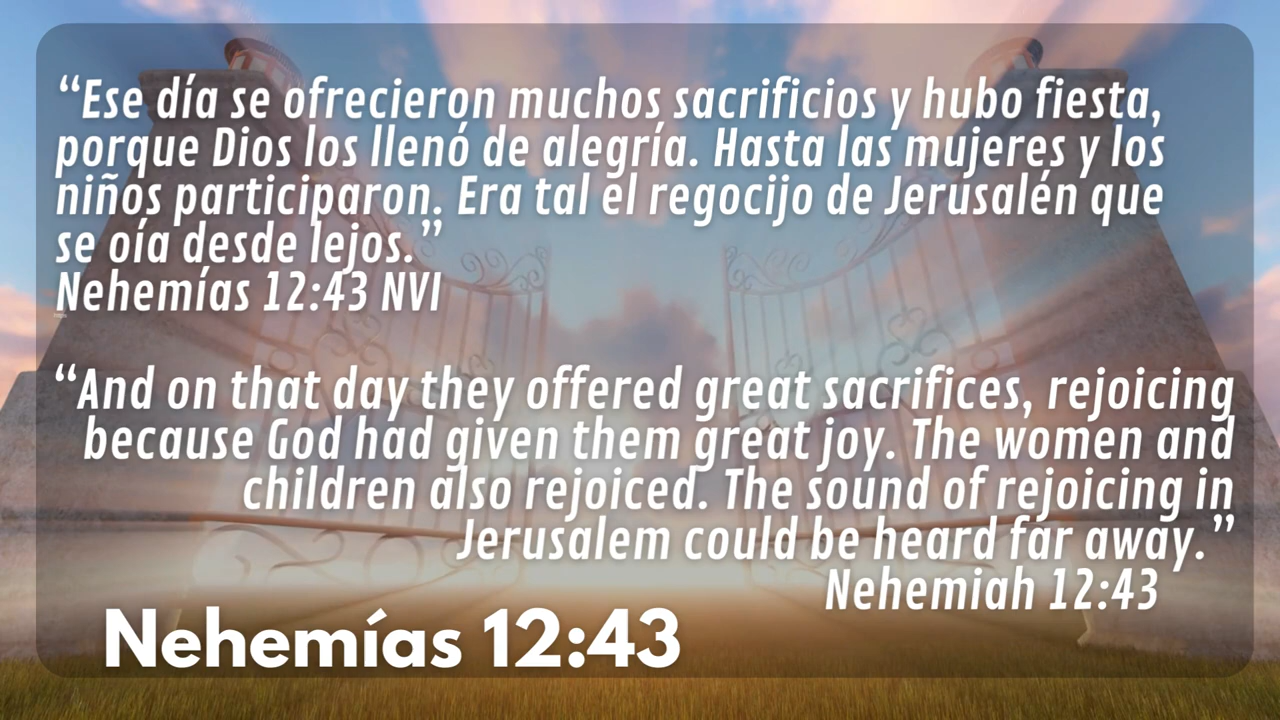 “Ese día se ofrecieron muchos sacrificios y hubo fiesta,
porque Dios los llenó de alegría. Hasta las mujeres y los
niños participaron. Era tal el regocijo de Jerusalén que
se oía desde lejos.”
Nehemías 12:43 NVI
“And on that day they offered great sacrifices, rejoicing
because God had given them great joy. The women and
children also rejoiced. The sound of rejoicing in
Jerusalem could be heard far away.”
Nehemiah 12:43
Nehemías 12:43